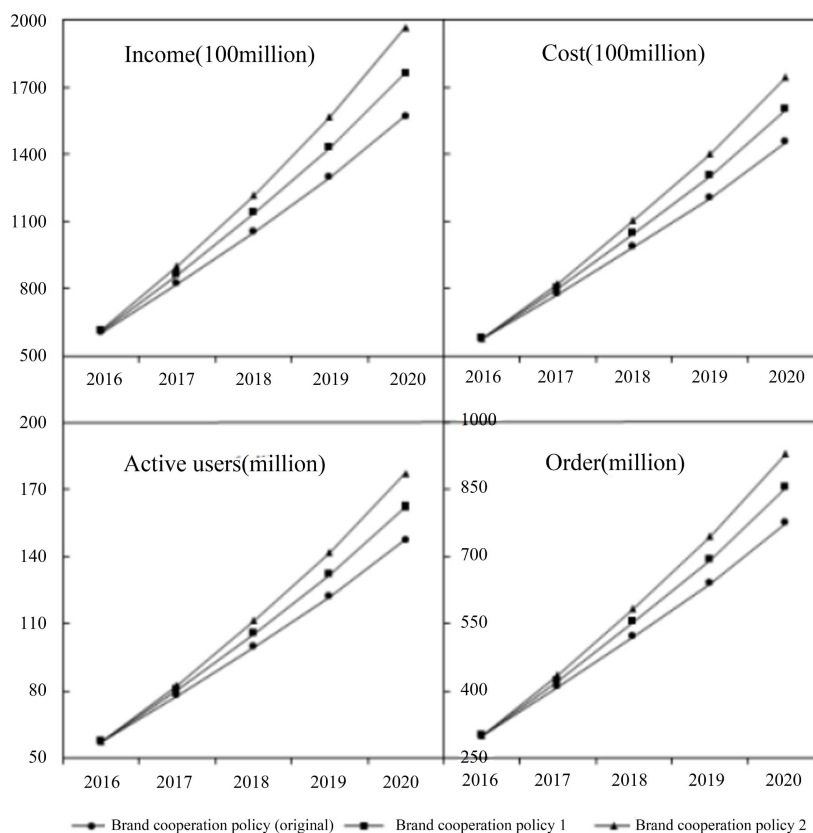 2000
Income(100million)
Cost(100million)
1700
1400
1100
800
500
2016 2017 2018 2019 2020
2016 2017 2018 2019 2020
200
1000
Active users(million)
Order(million)
170
850
140
700
110
550
80
400
50
250
2016 2017 2018 2019 2020
2016 2017 2018 2019 2020
Brand cooperation policy (original) Brand cooperation policy 1 Brand cooperation policy 2